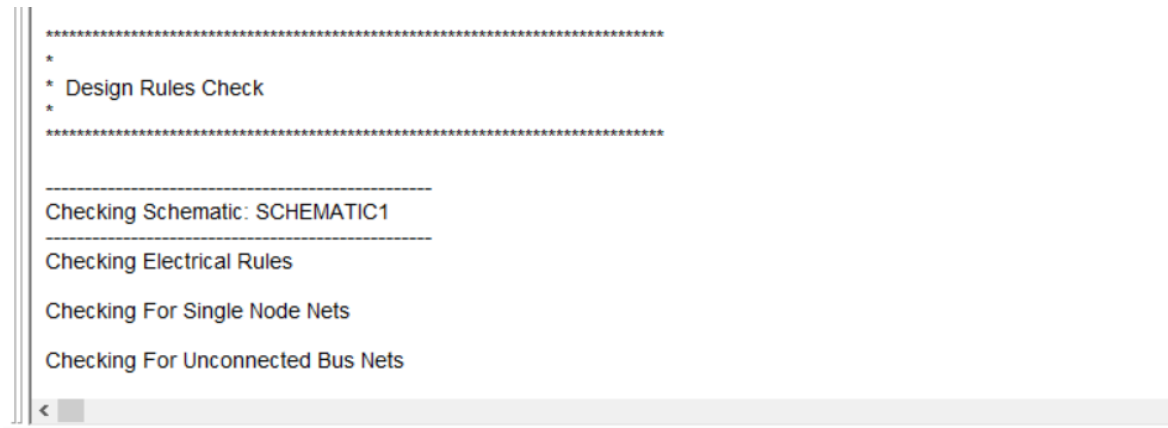 ********************************************************************************
*
* Design Rules Check
*
********************************************************************************
--------------------------------------------------
Checking Schematic: SCHEMATIC1
--------------------------------------------------
Checking Electrical Rules
Checking For Single Node Nets
Checking For Unconnected Bus Nets